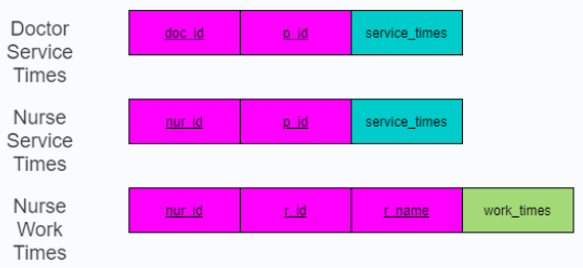 Doctor
Service
Times
doc_id p_id service_times
Nurse
Service
Times
nur_id p_id service_times
Nurse
Work
Times
nur_id r_id r_name work_times